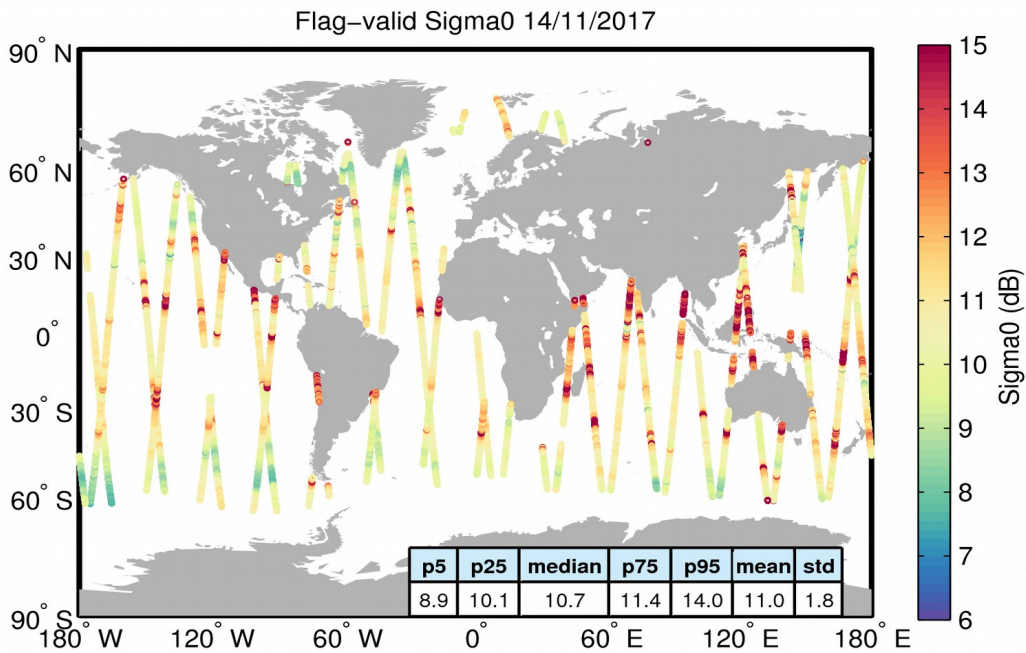 Flag−valid Sigma0 14/11/2017
90° N
60° N
30° N
0°
30° S
60° S
90° S
180° W
120° W
60° W
0°
60° E
120° E
180° E
p5 p25 median p75 p95 mean std
8.9 10.1 10.7 11.4 14.0 11.0 1.8
15
14
13
12
11
10
9
8
7
6
Sigma0 (dB)